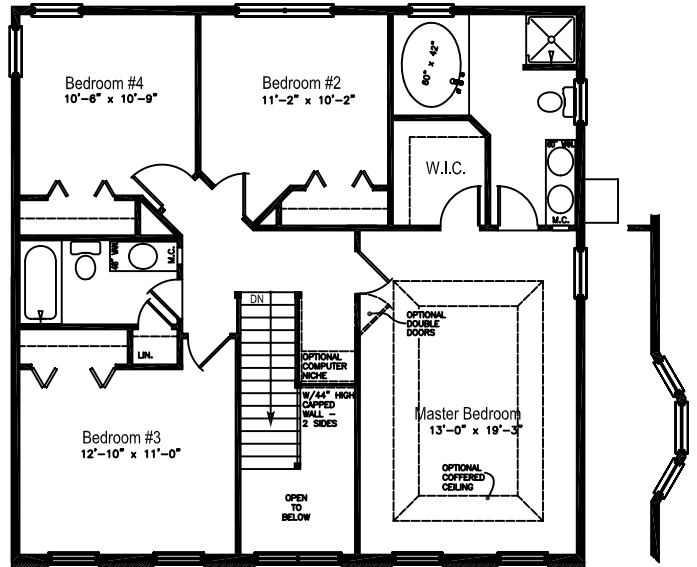 Bedroom #4
10'-6" x 10'-9"
Bedroom #2
11'-2" x 10'-2"
60" x 42"
W.I.C.
60" VAN.
M.C.
48" VAN.
M.C.
LIN.
DN
OPTIONAL
DOUBLE
DOORS
OPTIONAL
COMPUTER
NICHE
W/44" HIGH
CAPPED
WALL –
2 SIDES
Master Bedroom
13'-0" x 19'-3"
Bedroom #3
12'-10" x 11'-0"
OPTIONAL
COFFERED
CEILING
OPEN
TO
BELOW